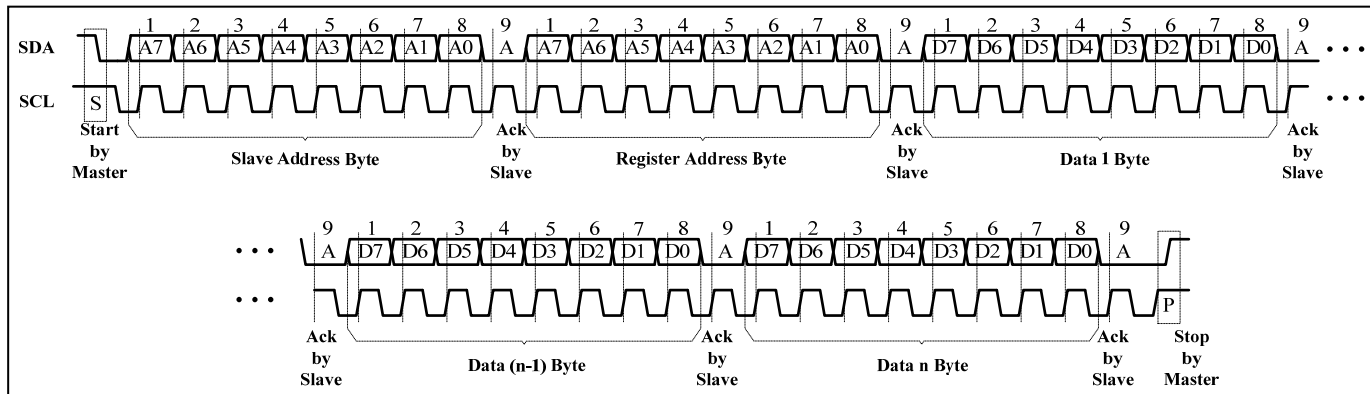 1 2 3 4 5 6 7 8 9 1 2 3 4 5 6 7 8 9 1 2 3 4 5 6 7 8 9
SDA A7 A6 A5 A4 A3 A2 A1 A0 A A7 A6 A5 A4 A3 A2 A1 A0 A D7 D6 D5 D4 D3 D2 D1 D0 A • • •
SCL S • • •
Start by Master
Slave Address Byte
Ack by Slave
Register Address Byte
Ack by Slave
Data 1 Byte
Ack by Slave
9 1 2 3 4 5 6 7 8 9 1 2 3 4 5 6 7 8 9
• • • A D7 D6 D5 D4 D3 D2 D1 D0 A D7 D6 D5 D4 D3 D2 D1 D0 A
• • • P
Ack by Slave
Data (n-1) Byte
Ack by Slave
Data n Byte
Ack by Slave
Stop by Master